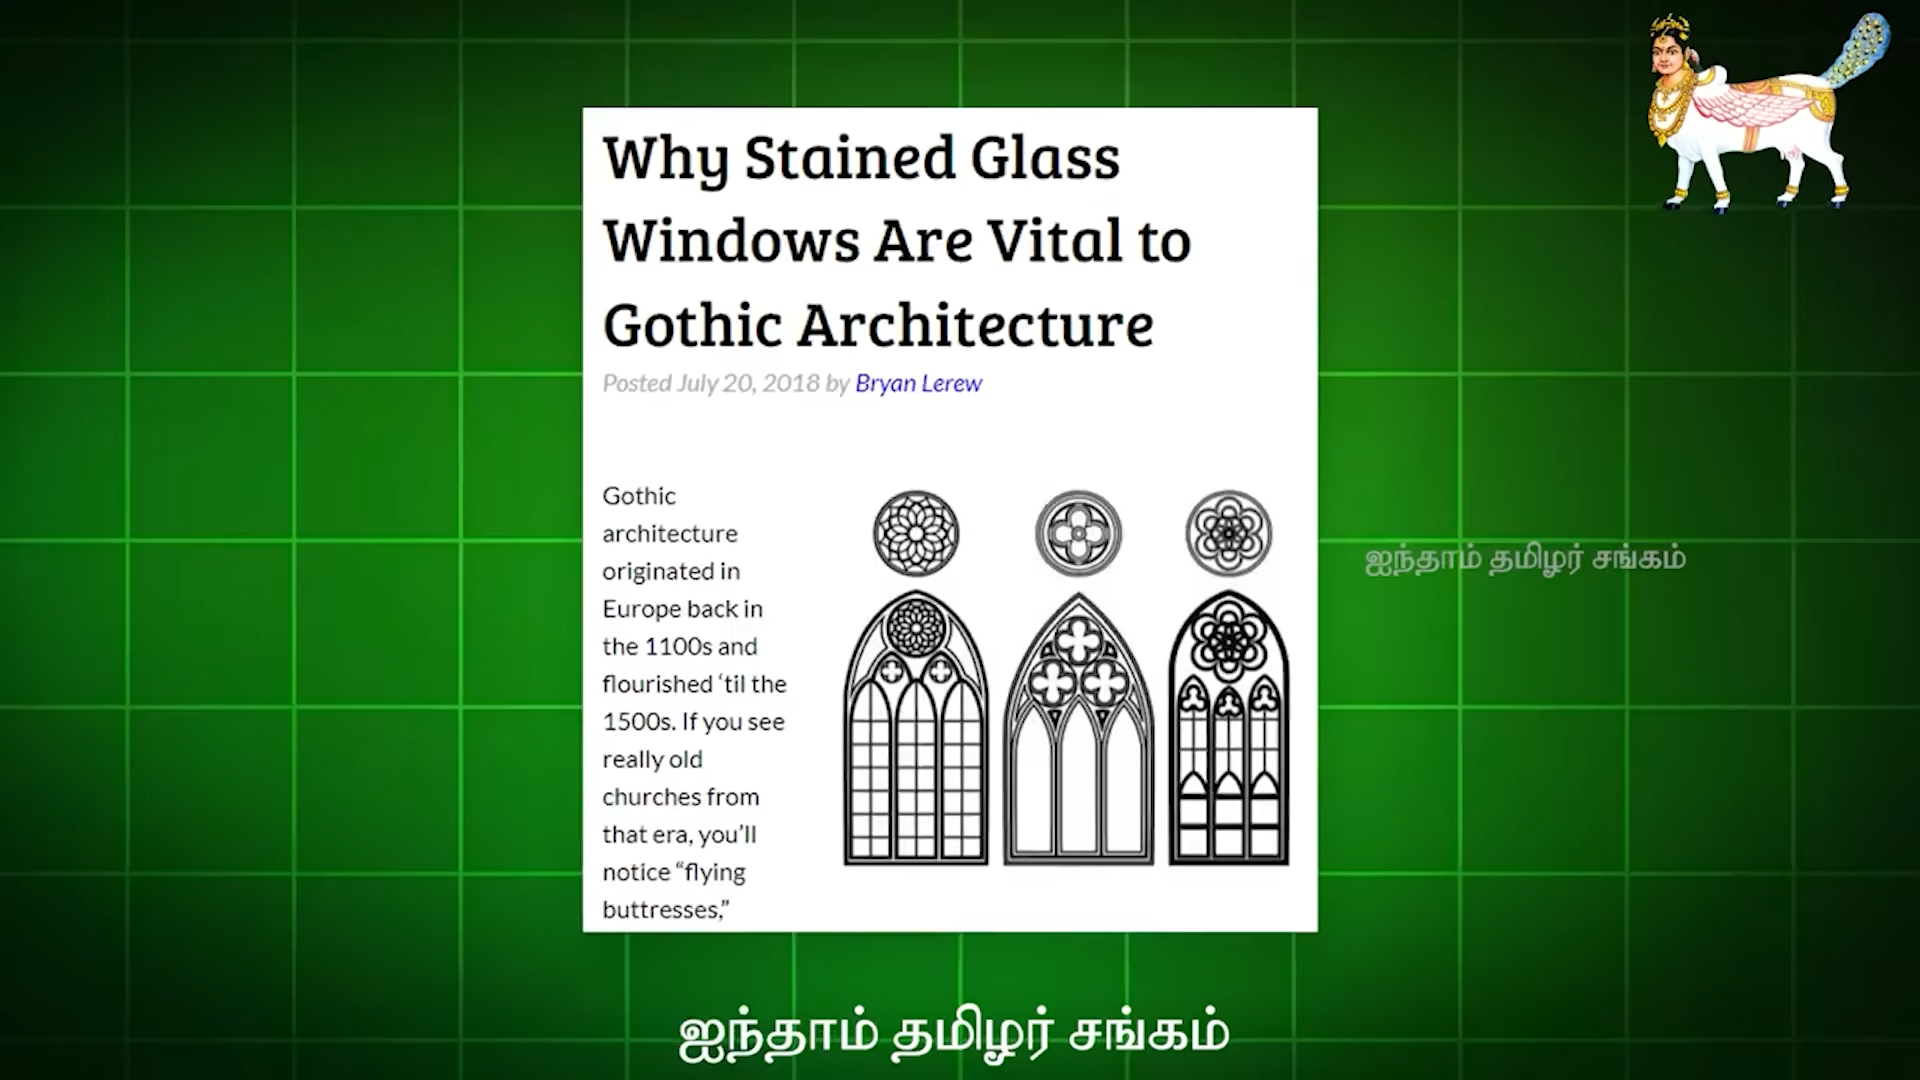 Why Stained Glass
Windows Are Vital to
Gothic Architecture
Posted July 20, 2018 by Bryan Lerew
Gothic
architecture
originated in
Europe back in
the 1100s and
flourished ‘til the
1500s. If you see
really old
churches from
that era, you’ll
notice “flying
buttresses,”
ஐந்தாம் தமிழர் சங்கம்
ஐந்தாம் தமிழர் சங்கம்